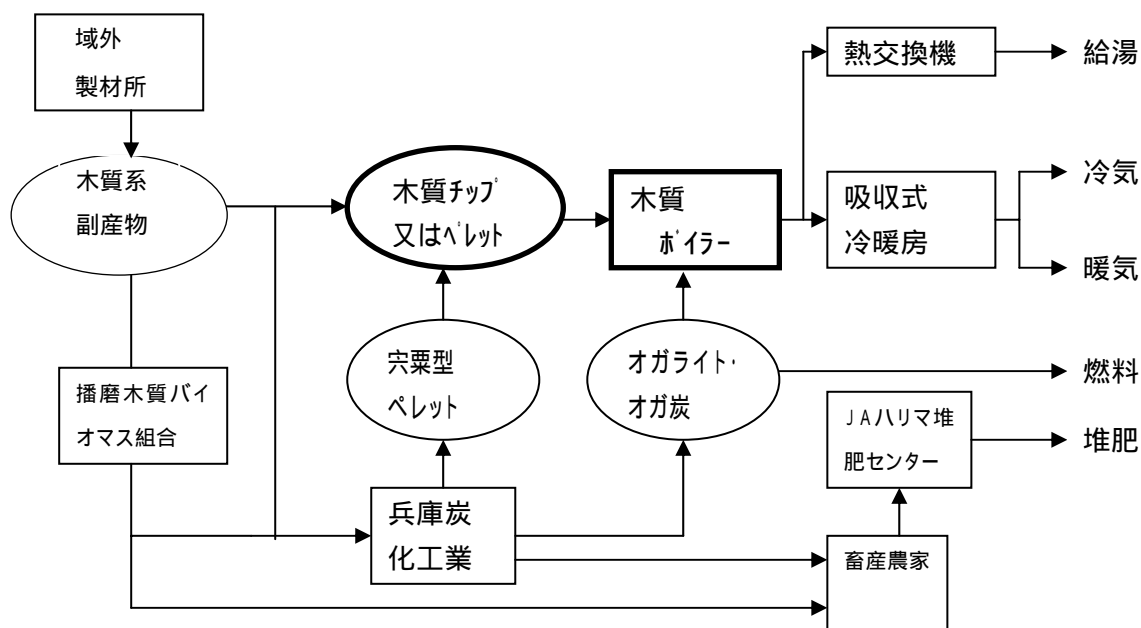 域外
製材所
熱交換機
給湯
木質系
副産物
木質ﾁｯﾌﾟ
又はﾍﾟﾚｯﾄ
木質
ﾎﾞｲﾗｰ
吸収式
冷暖房
冷気
暖気
宍粟型
ペレット
オガライト・
オガ炭
燃料
播磨木質バイ
オマス組合
ＪＡハリマ堆
肥センター
堆肥
兵庫炭
化工業
畜産農家